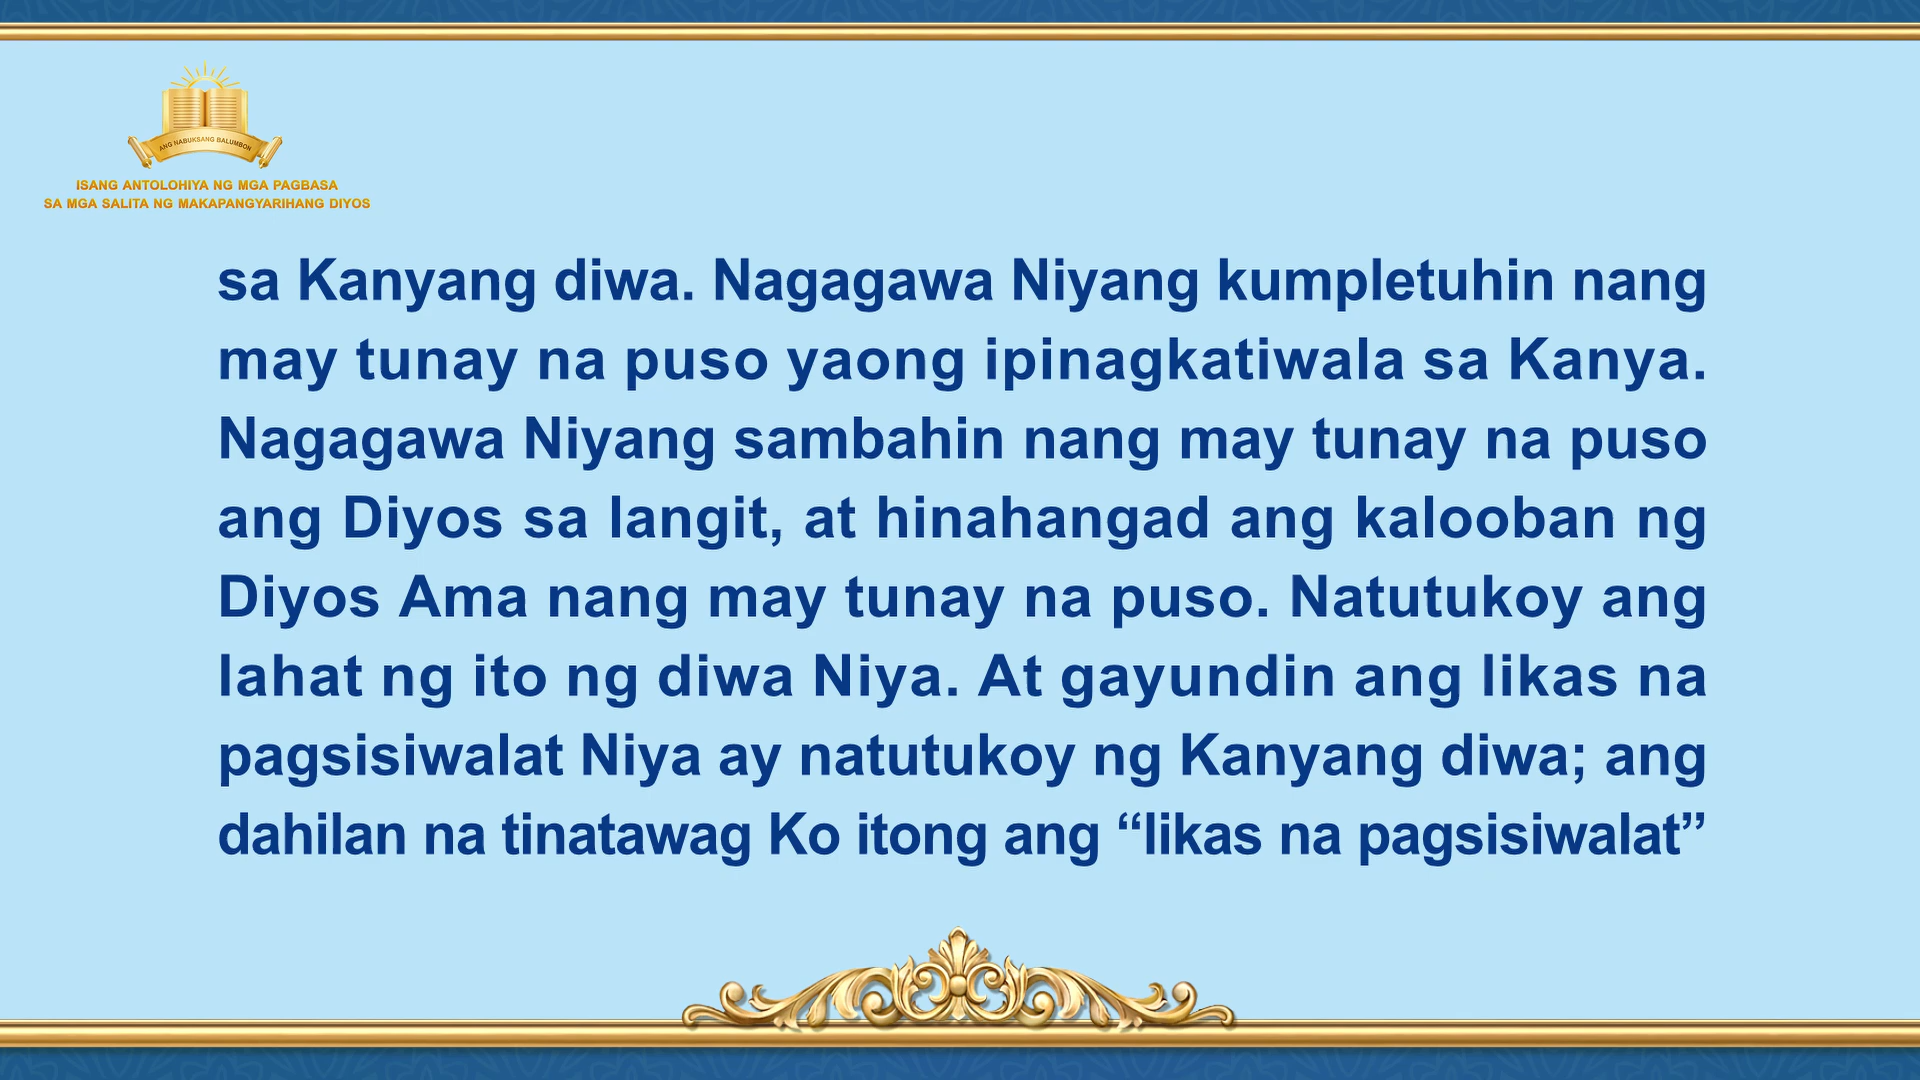 ANG NABUKSANG BALUMBON
ISANG ANTOLOHIYA NG MGA PAGBASA
SA MGA SALITA NG MAKAPANGYARIHANG DIYOS
sa Kanyang diwa. Nagagawa Niyang kumpletuhin nang
may tunay na puso yaong ipinagkatiwala sa Kanya.
Nagagawa Niyang sambahin nang may tunay na puso
ang Diyos sa langit, at hinahangad ang kalooban ng
Diyos Ama nang may tunay na puso. Natutukoy ang
lahat ng ito ng diwa Niya. At gayundin ang likas na
pagsisiwalat Niya ay natutukoy ng Kanyang diwa; ang
dahilan na tinatawag Ko itong ang “likas na pagsisiwalat”